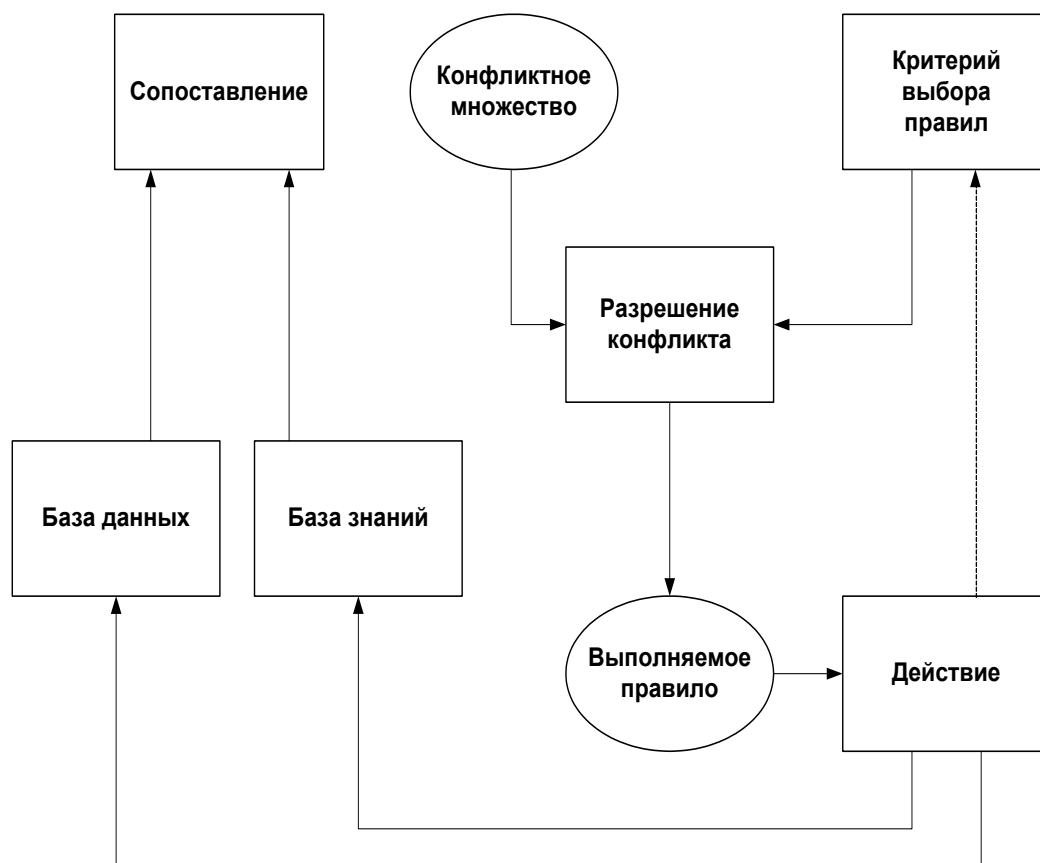 Сопоставление
Конфликтное
множество
Критерий
выбора
правил
Разрешение
конфликта
База данных
База знаний
Выполняемое
правило
Действие